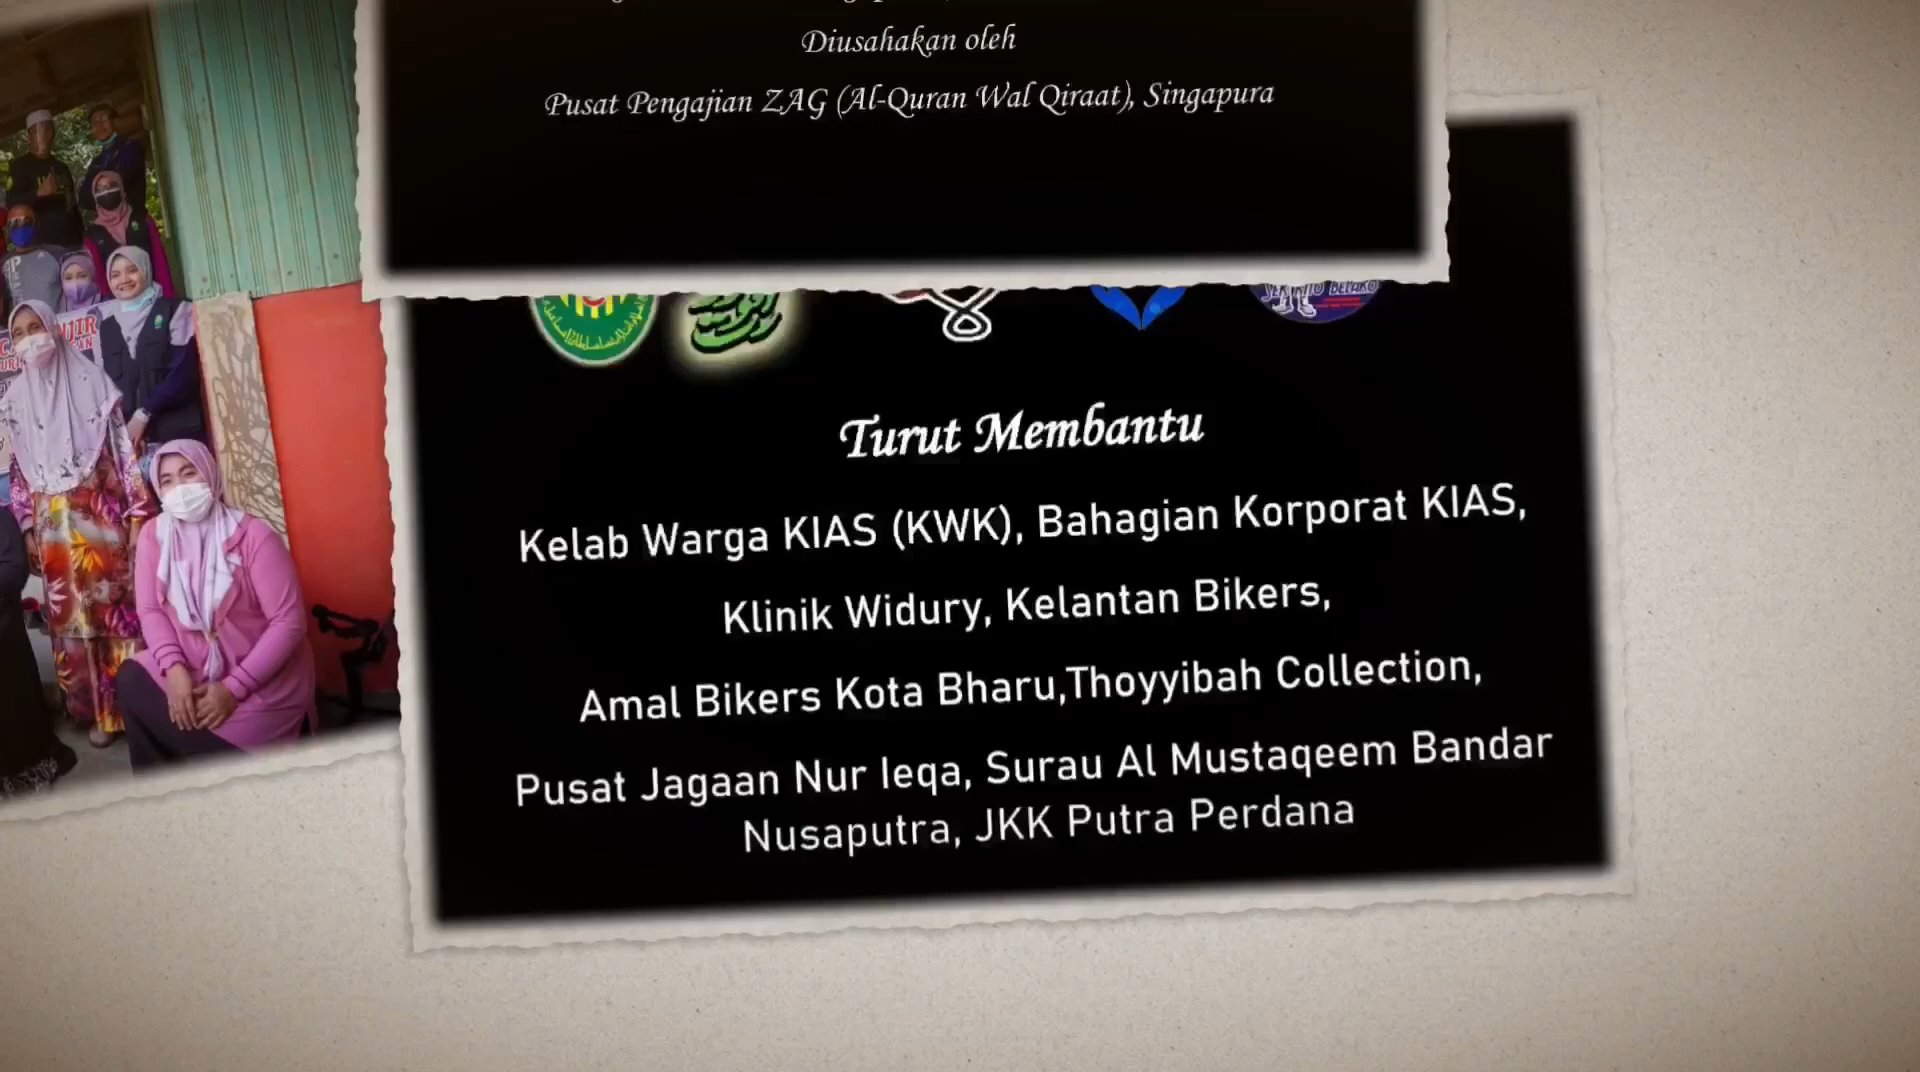 Diusahakan oleh
Pusat Pengajian ZAG (Al-Quran Wal Qiraat), Singapura
Turut Membantu
Kelab Warga KIAS (KWK), Bahagian Korporat KIAS,
Klinik Widury, Kelantan Bikers,
Amal Bikers Kota Bharu,Thoyyibah Collection,
Pusat Jagaan Nur Ieqa, Surau Al Mustaqeem Bandar
Nusaputra, JKK Putra Perdana